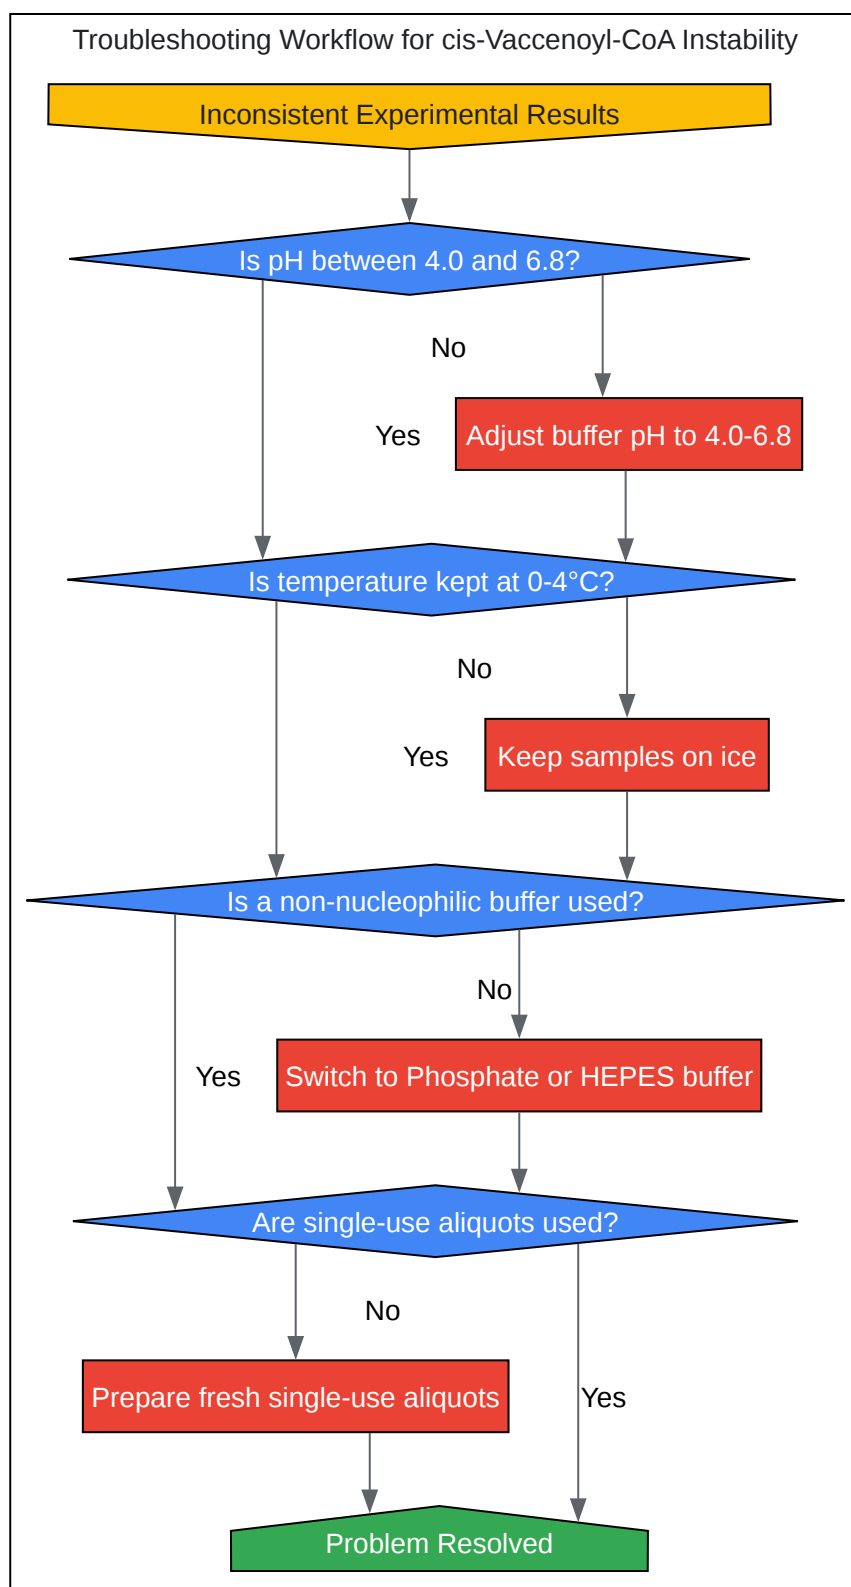 Troubleshooting Workflow for cis-Vaccenoyl-CoA Instability
Inconsistent Experimental Results
Is pH between 4.0 and 6.8?
No
Yes
Adjust buffer pH to 4.0-6.8
Is temperature kept at 0-4°C?
No
Yes
Keep samples on ice
Is a non-nucleophilic buffer used?
No
Yes
Switch to Phosphate or HEPES buffer
Are single-use aliquots used?
No
Prepare fresh single-use aliquots
Yes
Problem Resolved